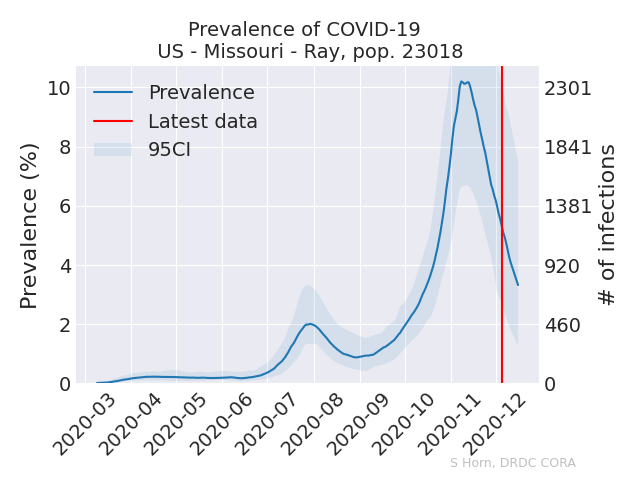 Prevalence of COVID-19
US - Missouri - Ray, pop. 23018
Prevalence
Latest data
95CI
Prevalence (%)
10
8
6
4
2
0
2301
1841
1381
920
460
0
# of infections
2020-03
2020-04
2020-05
2020-06
2020-07
2020-08
2020-09
2020-10
2020-11
2020-12
S Horn, DRDC CORA